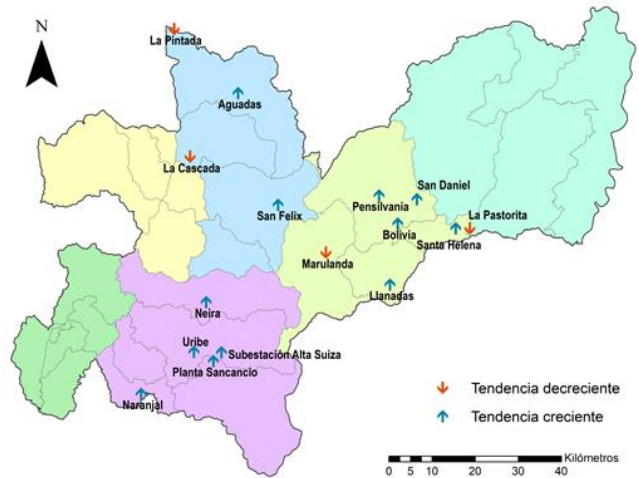 N
La Pintada
Aguadas
La Cascada
San Felix
San Daniel
Pensilvania
La Pastorita
Bolivia
Santa Helena
Marulanda
Llanadas
Neira
Uribe
Subestación Alta Suiza
Planta Sancancio
Naranjal
Tendencia decreciente
Tendencia creciente
Kilómetros
0 5 10 20 30 40